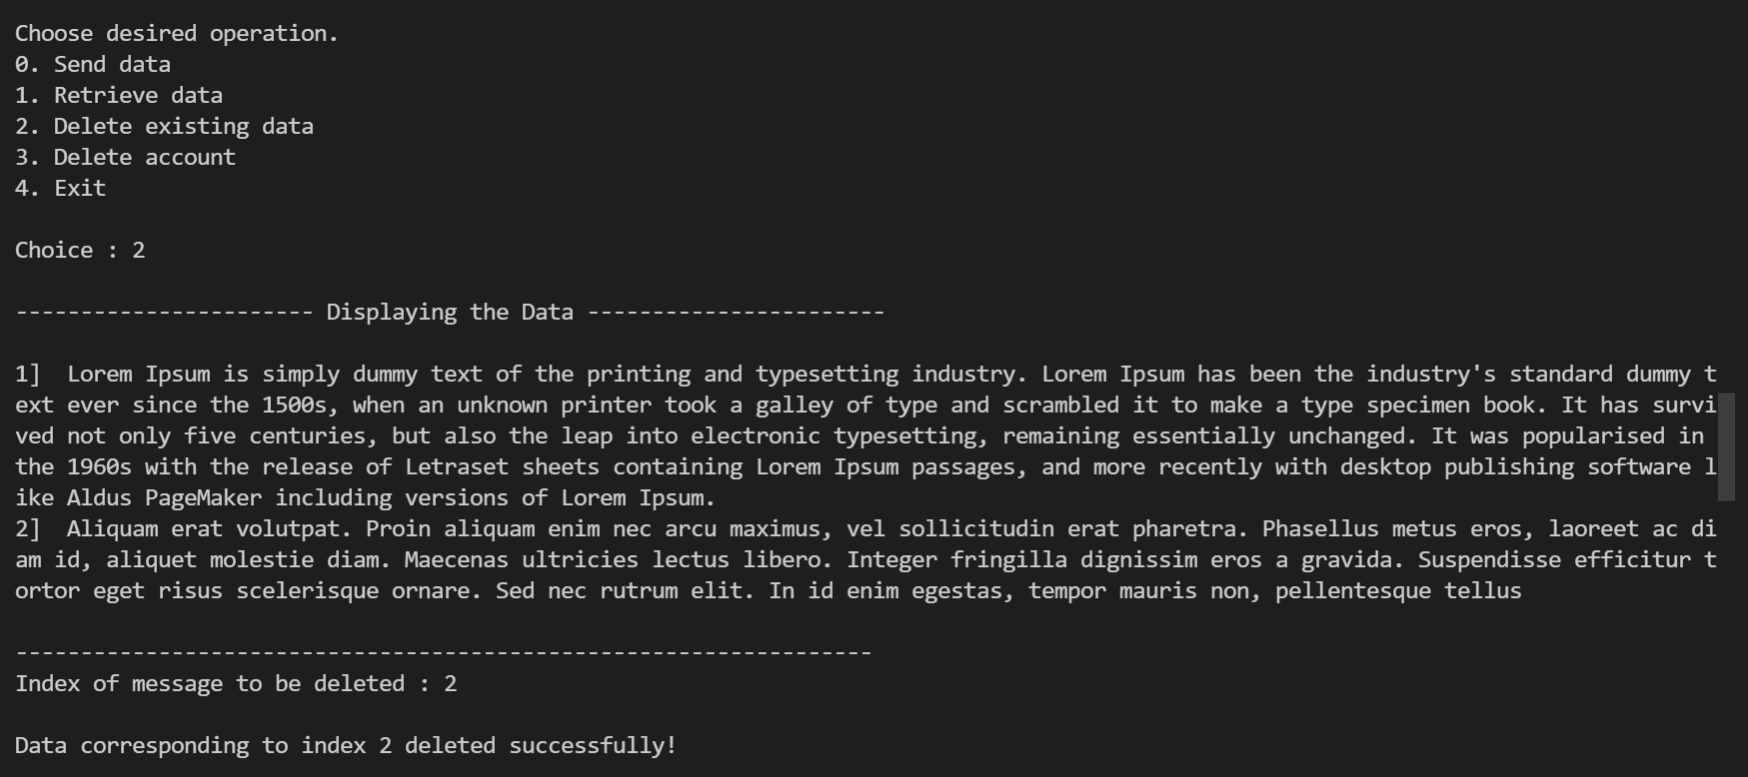 Choose desired operation.
0. Send data
1. Retrieve data
2. Delete existing data
3. Delete account
4. Exit
Choice : 2
----------------------- Displaying the Data -----------------------
1]  Lorem Ipsum is simply dummy text of the printing and typesetting industry. Lorem Ipsum has been the industry's standard dummy t
ext ever since the 1500s, when an unknown printer took a galley of type and scrambled it to make a type specimen book. It has survi
ved not only five centuries, but also the leap into electronic typesetting, remaining essentially unchanged. It was popularised in
the 1960s with the release of Letraset sheets containing Lorem Ipsum passages, and more recently with desktop publishing software l
ike Aldus PageMaker including versions of Lorem Ipsum.
2]  Aliquam erat volutpat. Proin aliquam enim nec arcu maximus, vel sollicitudin erat pharetra. Phasellus metus eros, laoreet ac di
am id, aliquet molestie diam. Maecenas ultricies lectus libero. Integer fringilla dignissim eros a gravida. Suspendisse efficitur t
ortor eget risus scelerisque ornare. Sed nec rutrum elit. In id enim egestas, tempor mauris non, pellentesque tellus
------------------------------------------------------------------
Index of message to be deleted : 2
Data corresponding to index 2 deleted successfully!